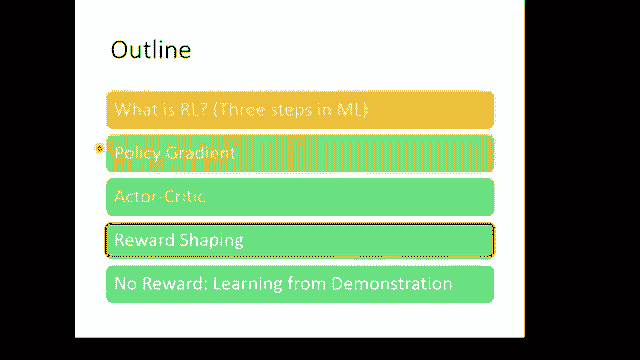 Outline
What is RL? (Three steps in ML)
Policy Gradient
Actor-Critic
Reward Shaping
No Reward: Learning from Demonstration